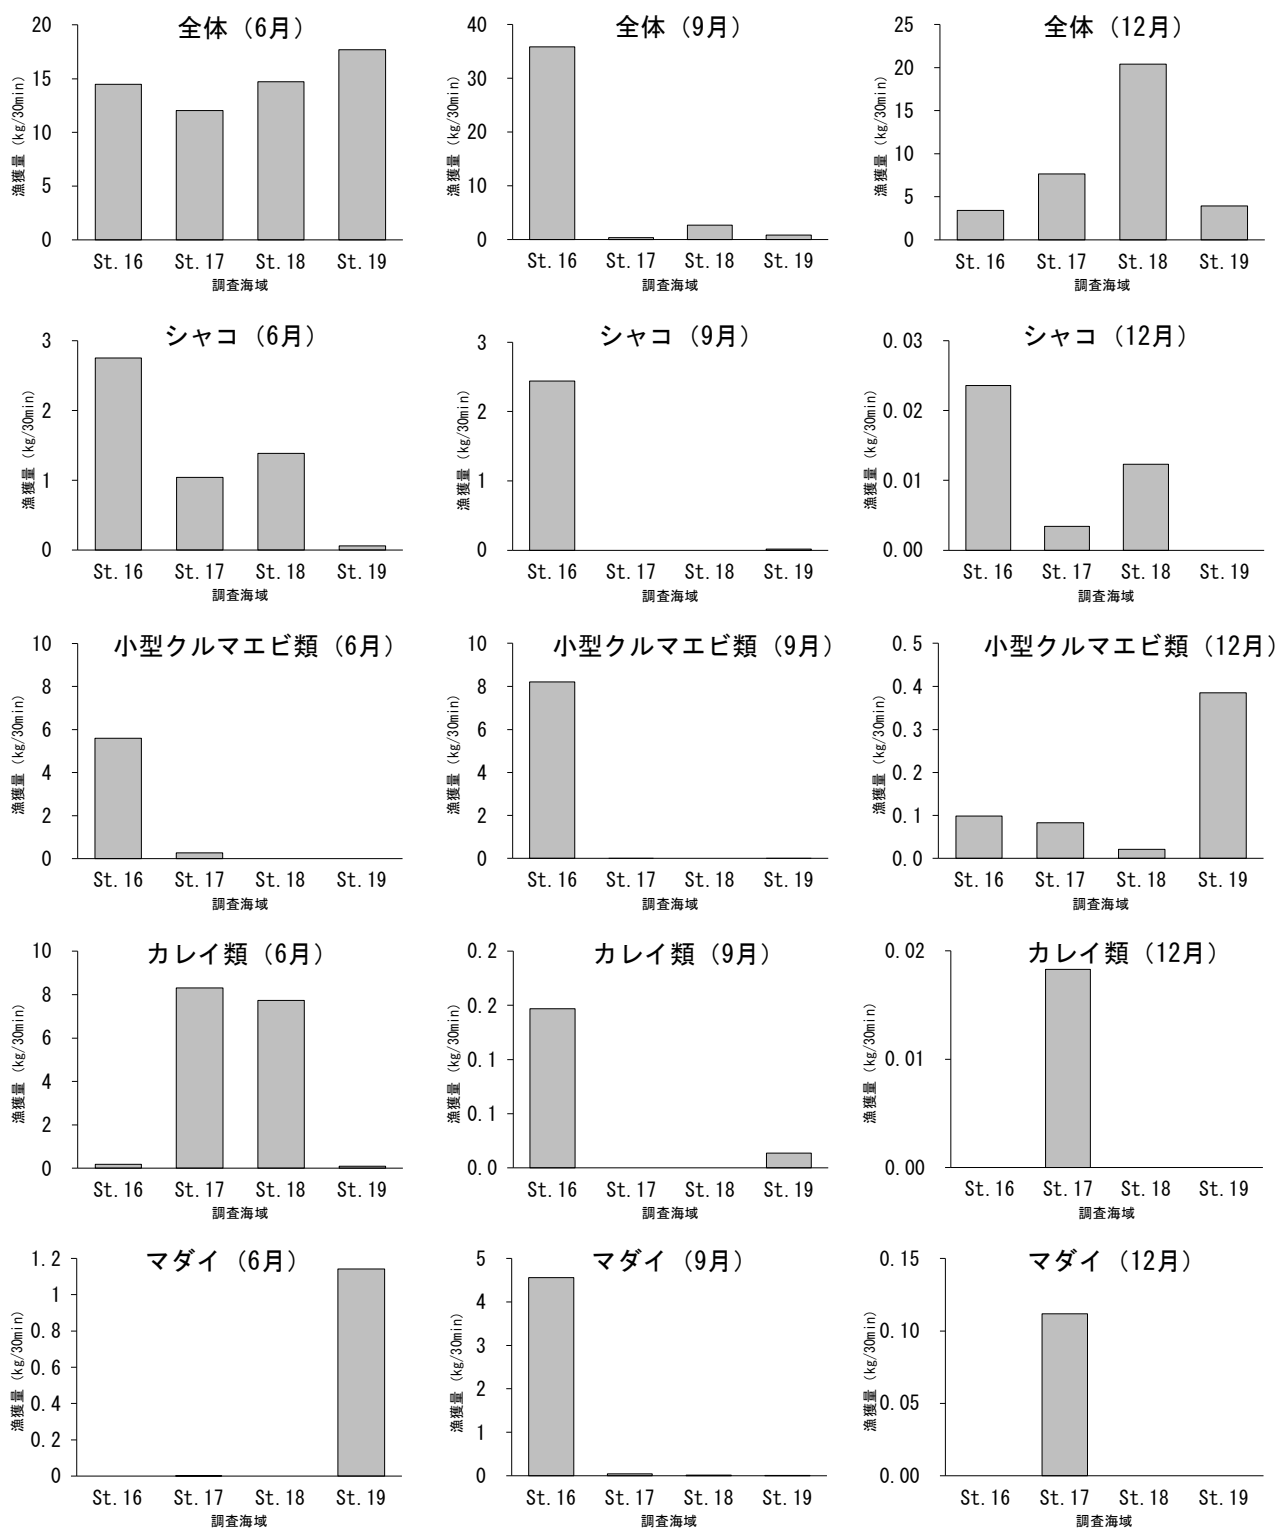 全体（6月）
漁獲量（kg/30min）
20
15
10
5
0
St.16 St.17 St.18 St.19
調査海域
全体（9月）
漁獲量（kg/30min）
40
30
20
10
0
St.16 St.17 St.18 St.19
調査海域
全体（12月）
漁獲量（kg/30min）
25
20
15
10
5
0
St.16 St.17 St.18 St.19
調査海域
シャコ（6月）
漁獲量（kg/30min）
3
2
1
0
St.16 St.17 St.18 St.19
調査海域
シャコ（9月）
漁獲量（kg/30min）
3
2
1
0
St.16 St.17 St.18 St.19
調査海域
シャコ（12月）
漁獲量（kg/30min）
0.03
0.02
0.01
0.00
St.16 St.17 St.18 St.19
調査海域
小型クルマエビ類（6月）
漁獲量（kg/30min）
10
8
6
4
2
0
St.16 St.17 St.18 St.19
調査海域
小型クルマエビ類（9月）
漁獲量（kg/30min）
10
8
6
4
2
0
St.16 St.17 St.18 St.19
調査海域
小型クルマエビ類（12月）
漁獲量（kg/30min）
0.5
0.4
0.3
0.2
0.1
0.0
St.16 St.17 St.18 St.19
調査海域
カレイ類（6月）
漁獲量（kg/30min）
10
8
6
4
2
0
St.16 St.17 St.18 St.19
調査海域
カレイ類（9月）
漁獲量（kg/30min）
0.2
0.2
0.1
0.1
0.0
St.16 St.17 St.18 St.19
調査海域
カレイ類（12月）
漁獲量（kg/30min）
0.02
0.01
0.00
St.16 St.17 St.18 St.19
調査海域
マダイ（6月）
漁獲量（kg/30min）
1.2
1
0.8
0.6
0.4
0.2
0
St.16 St.17 St.18 St.19
調査海域
マダイ（9月）
漁獲量（kg/30min）
5
4
3
2
1
0
St.16 St.17 St.18 St.19
調査海域
マダイ（12月）
漁獲量（kg/30min）
0.15
0.10
0.05
0.00
St.16 St.17 St.18 St.19
調査海域